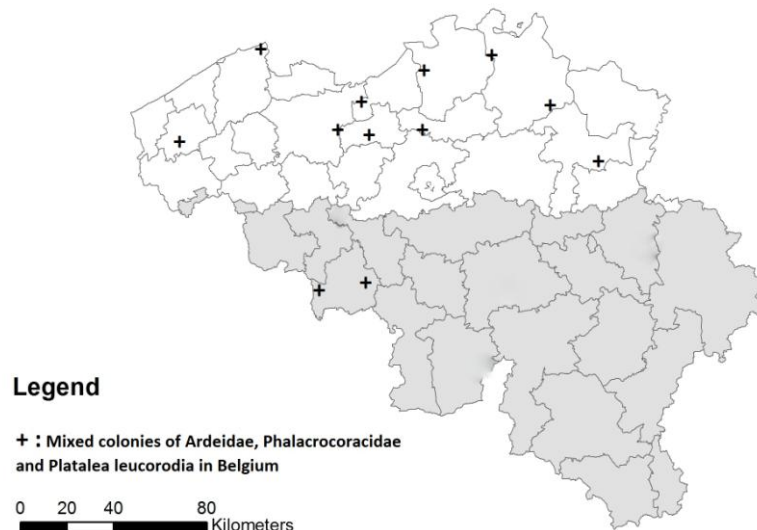 Legend
+ : Mixed colonies of Ardeidae, Phalacrocoracidae
and Platalea leucorodia in Belgium
0 20 40 80
Kilometers